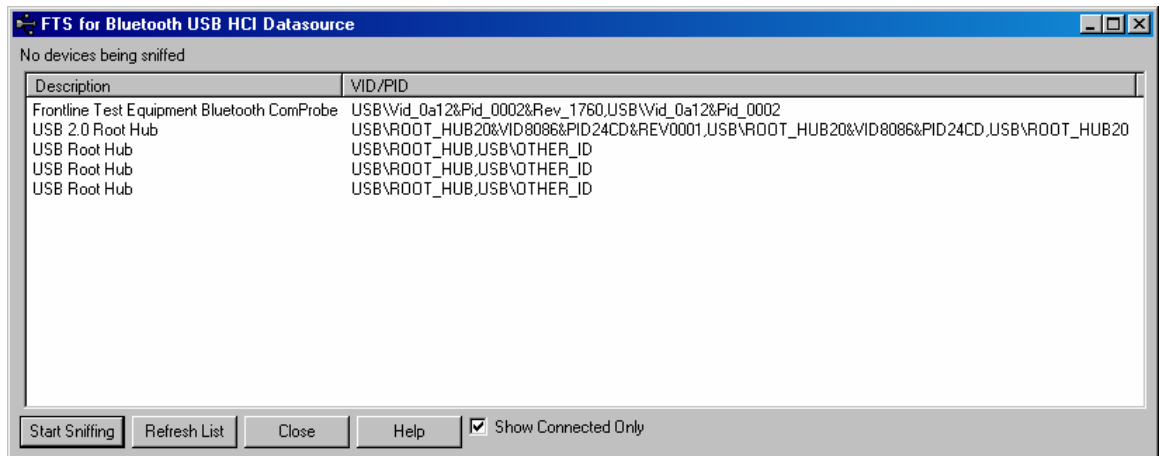 FTS for Bluetooth USB HCI Datasource
No devices being sniffed
Description VID/PID
Frontline Test Equipment Bluetooth ComProbe USB\Vid_0a12&Pid_0002&Rev_1760,USB\Vid_0a12&Pid_0002
USB 2.0 Root Hub USB\ROOT_HUB20&VID8086&PID24CD&REV0001,USB\ROOT_HUB20&VID8086&PID24CD,USB\ROOT_HUB20
USB Root Hub USB\ROOT_HUB,USB\OTHER_ID
USB Root Hub USB\ROOT_HUB,USB\OTHER_ID
USB Root Hub USB\ROOT_HUB,USB\OTHER_ID
Start Sniffing Refresh List Close Help Show Connected Only